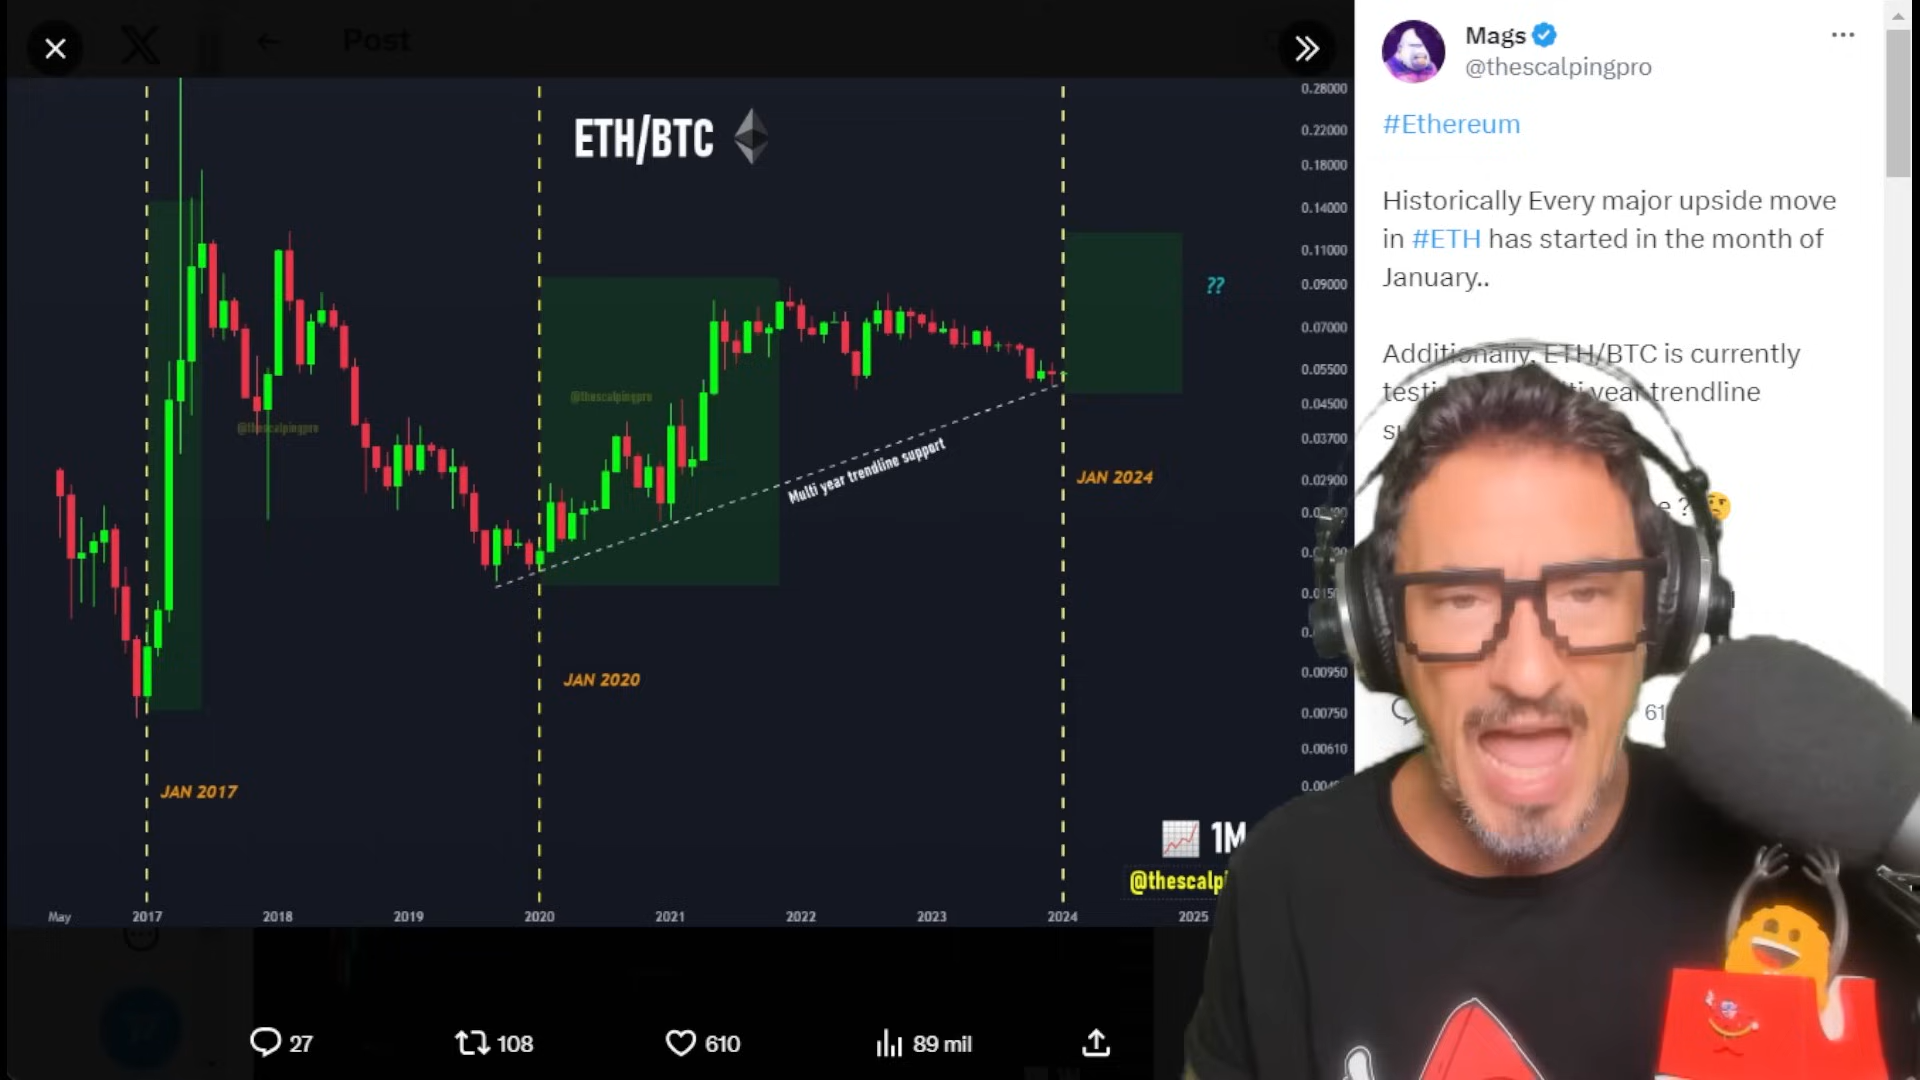 Post
ETH/BTC
??
@thescalpingpro
@thescalpingpro
Multi year trendline support
JAN 2017
JAN 2020
JAN 2024
1M
0.28000
0.22000
0.18000
0.14000
0.11000
0.09000
0.07000
0.05500
0.04500
0.03700
0.02900
0.00950
0.00750
0.00610
May
2017
2018
2019
2020
2021
2022
2023
2024
2025
27
108
610
89 mil
Mags
@thescalpingpro
#Ethereum
Historically Every major upside move
in #ETH has started in the month of
January..
Additionally, ETH/BTC is currently
year trendline
?